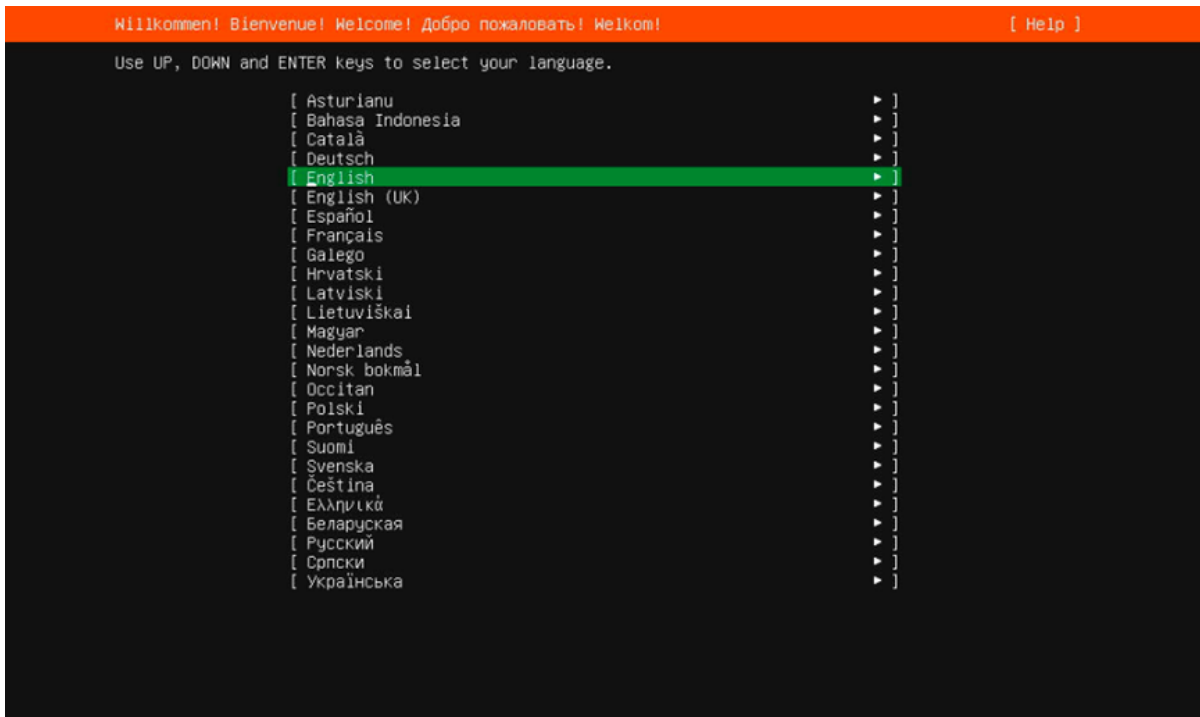 Willkommen! Bienvenue! Welcome! Добро пожаловать! Welkom! [ Help ]
Use UP, DOWN and ENTER keys to select your language.
[ Asturianu ▸ ]
[ Bahasa Indonesia ▸ ]
[ Català ▸ ]
[ Deutsch ▸ ]
[ English ▸ ]
[ English (UK) ▸ ]
[ Español ▸ ]
[ Français ▸ ]
[ Galego ▸ ]
[ Hrvatski ▸ ]
[ Latviski ▸ ]
[ Lietuviškai ▸ ]
[ Magyar ▸ ]
[ Nederlands ▸ ]
[ Norsk bokmål ▸ ]
[ Occitan ▸ ]
[ Polski ▸ ]
[ Português ▸ ]
[ Suomi ▸ ]
[ Svenska ▸ ]
[ Čeština ▸ ]
[ Ελληνικά ▸ ]
[ Беларуская ▸ ]
[ Русский ▸ ]
[ Српски ▸ ]
[ Українська ▸ ]